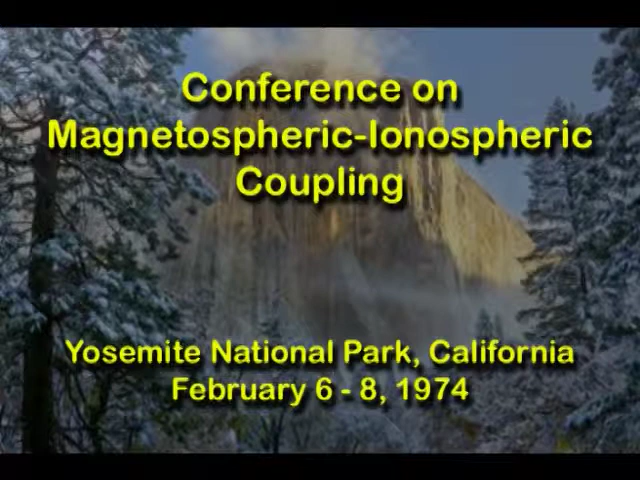 Conference on
Magnetospheric-Ionospheric
Coupling
Yosemite National Park, California
February 6 - 8, 1974